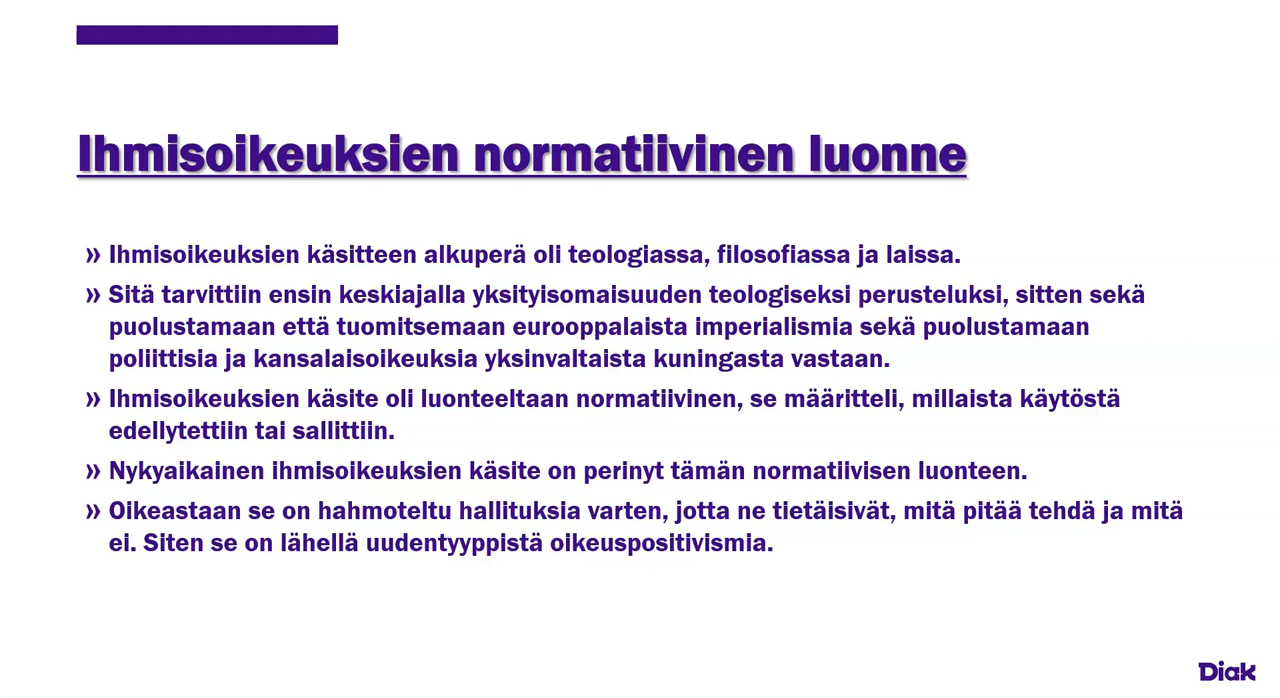 Ihmisoikeuksien normatiivinen luonne
» Ihmisoikeuksien käsitteen alkuperä oli teologiassa, filosofiassa ja laissa.
» Sitä tarvittiin ensin keskiajalla yksityisomaisuuden teologiseksi perusteluksi, sitten sekä
puolustamaan että tuomitsemaan eurooppalaista imperialismia sekä puolustamaan
poliittisia ja kansalaisoikeuksia yksinvaltaista kuningasta vastaan.
» Ihmisoikeuksien käsite oli luonteeltaan normatiivinen, se määritteli, millaista käytöstä
edellytettiin tai sallittiin.
» Nykyaikainen ihmisoikeuksien käsite on perinyt tämän normatiivisen luonteen.
» Oikeastaan se on hahmoteltu hallituksia varten, jotta ne tietäisivät, mitä pitää tehdä ja mitä
ei. Siten se on lähellä uudentyyppistä oikeuspositivismia.
Diak